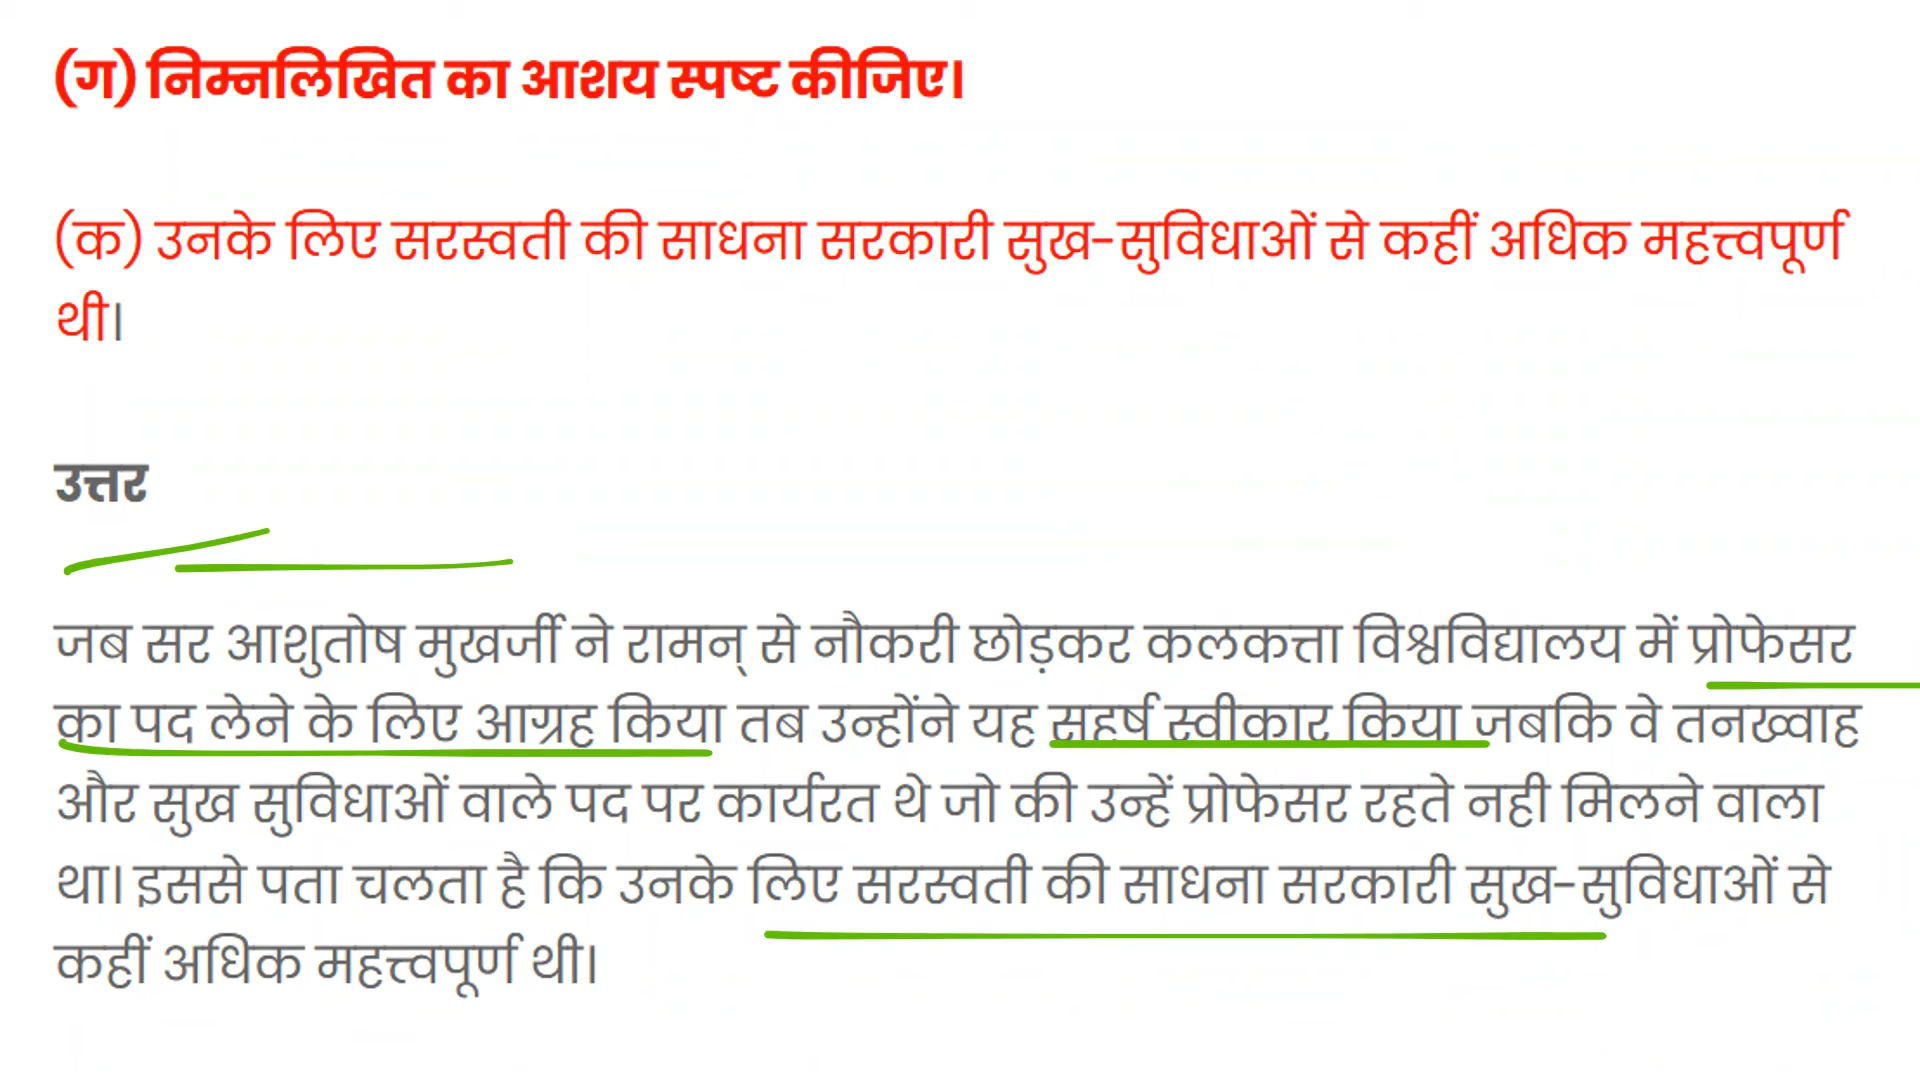 (ग) निम्नलिखित का आशय स्पष्ट कीजिए।
(क) उनके लिए सरस्वती की साधना सरकारी सुख-सुविधाओं से कहीं अधिक महत्त्वपूर्ण
थी।
उत्तर
जब सर आशुतोष मुखर्जी ने रामन् से नौकरी छोड़कर कलकत्ता विश्वविद्यालय में प्रोफेसर
का पद लेने के लिए आग्रह किया तब उन्होंने यह सहर्ष स्वीकार किया जबकि वे तनख्वाह
और सुख सुविधाओं वाले पद पर कार्यरत थे जो की उन्हें प्रोफेसर रहते नही मिलने वाला
था। इससे पता चलता है कि उनके लिए सरस्वती की साधना सरकारी सुख-सुविधाओं से
कहीं अधिक महत्त्वपूर्ण थी।